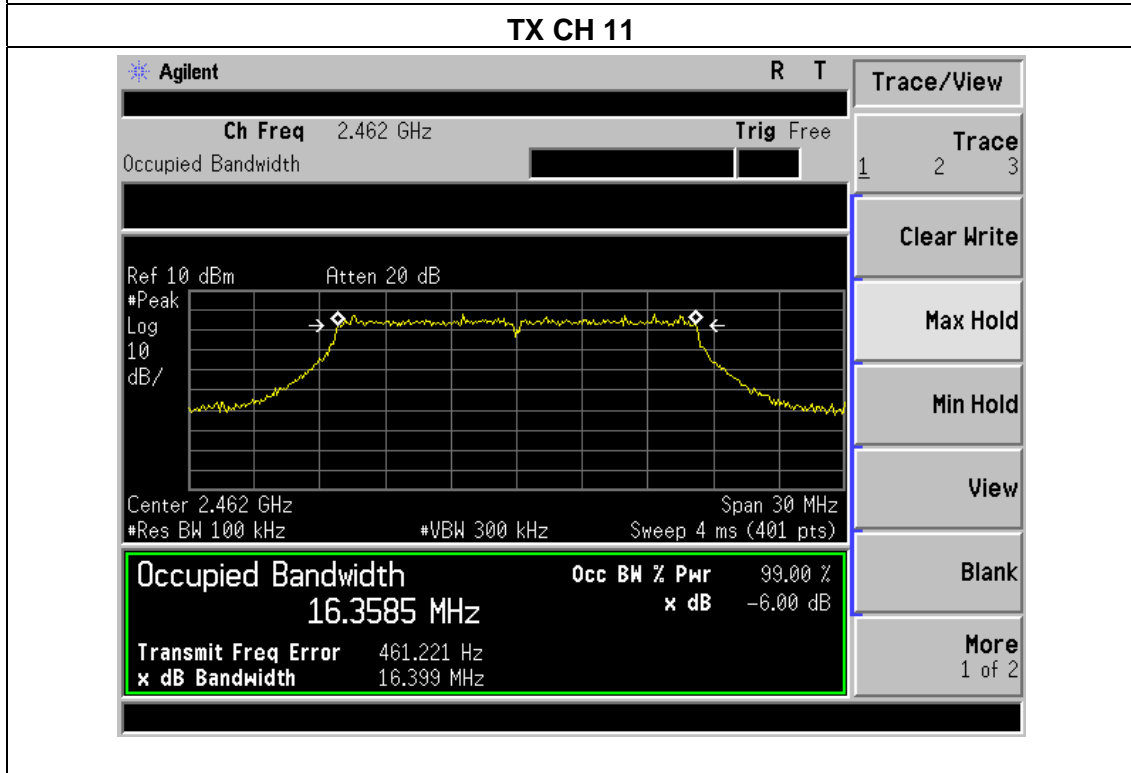 TX CH 11
Agilent R T
Ch Freq 2.462 GHz Trig Free
Occupied Bandwidth
Ref 10 dBm Atten 20 dB
#Peak
Log
10
dB/
Center 2.462 GHz Span 30 MHz
#Res BW 100 kHz #VBW 300 kHz Sweep 4 ms (401 pts)
Occupied Bandwidth Occ BW % Pwr 99.00 %
16.3585 MHz x dB -6.00 dB
Transmit Freq Error 461.221 Hz
x dB Bandwidth 16.399 MHz
Trace/View
Trace
1 2 3
Clear Write
Max Hold
Min Hold
View
Blank
More
1 of 2